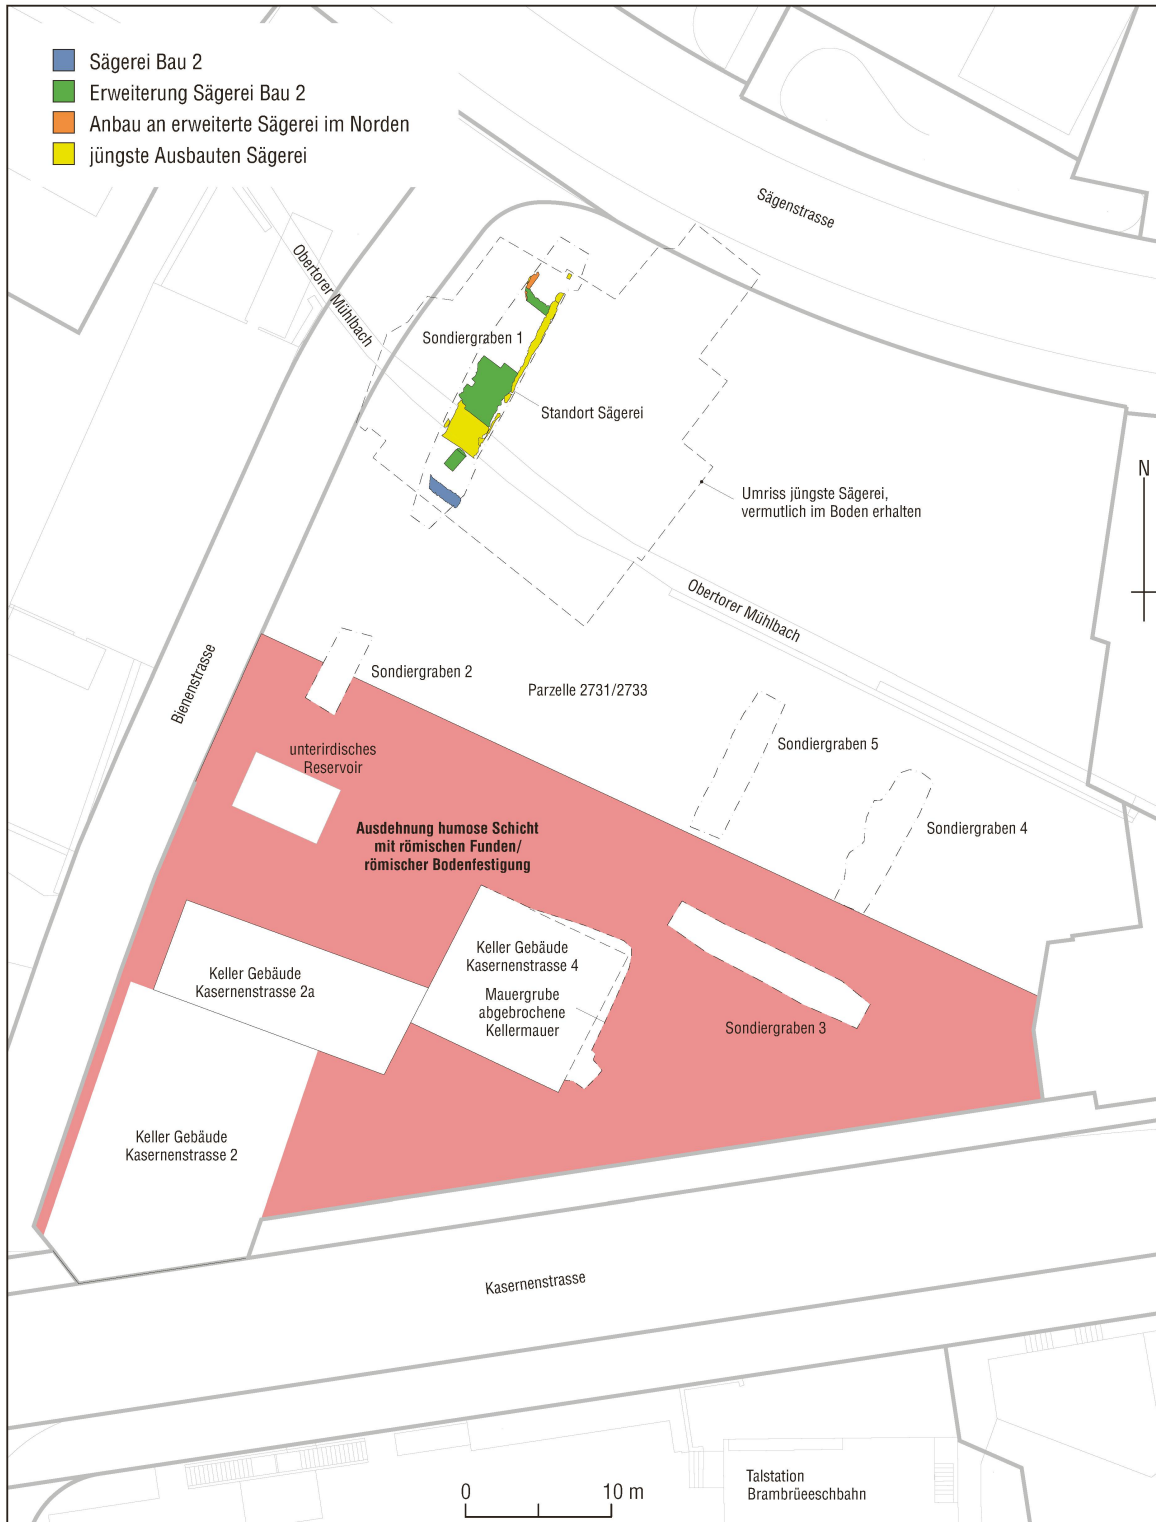 Sägerei Bau 2
Erweiterung Sägerei Bau 2
Anbau an erweiterte Sägerei im Norden
jüngste Ausbauten Sägerei
Sägenstrasse
Obertorer Mühlbach
Sondiergraben 1
Standort Sägerei
N
Umriss jüngste Sägerei,
vermutlich im Boden erhalten
Obertorer Mühlbach
Bienenstrasse
Sondiergraben 2
Parzelle 2731/2733
Sondiergraben 5
unterirdisches
Reservoir
Ausdehnung humose Schicht
mit römischen Funden/
römischer Bodenfestigung
Sondiergraben 4
Keller Gebäude
Kasernenstrasse 4
Keller Gebäude
Kasernenstrasse 2a
Mauergrube
abgebrochene
Kellermauer
Sondiergraben 3
Keller Gebäude
Kasernenstrasse 2
Kasernenstrasse
Talstation
Brambrüeeschbahn
0 10 m